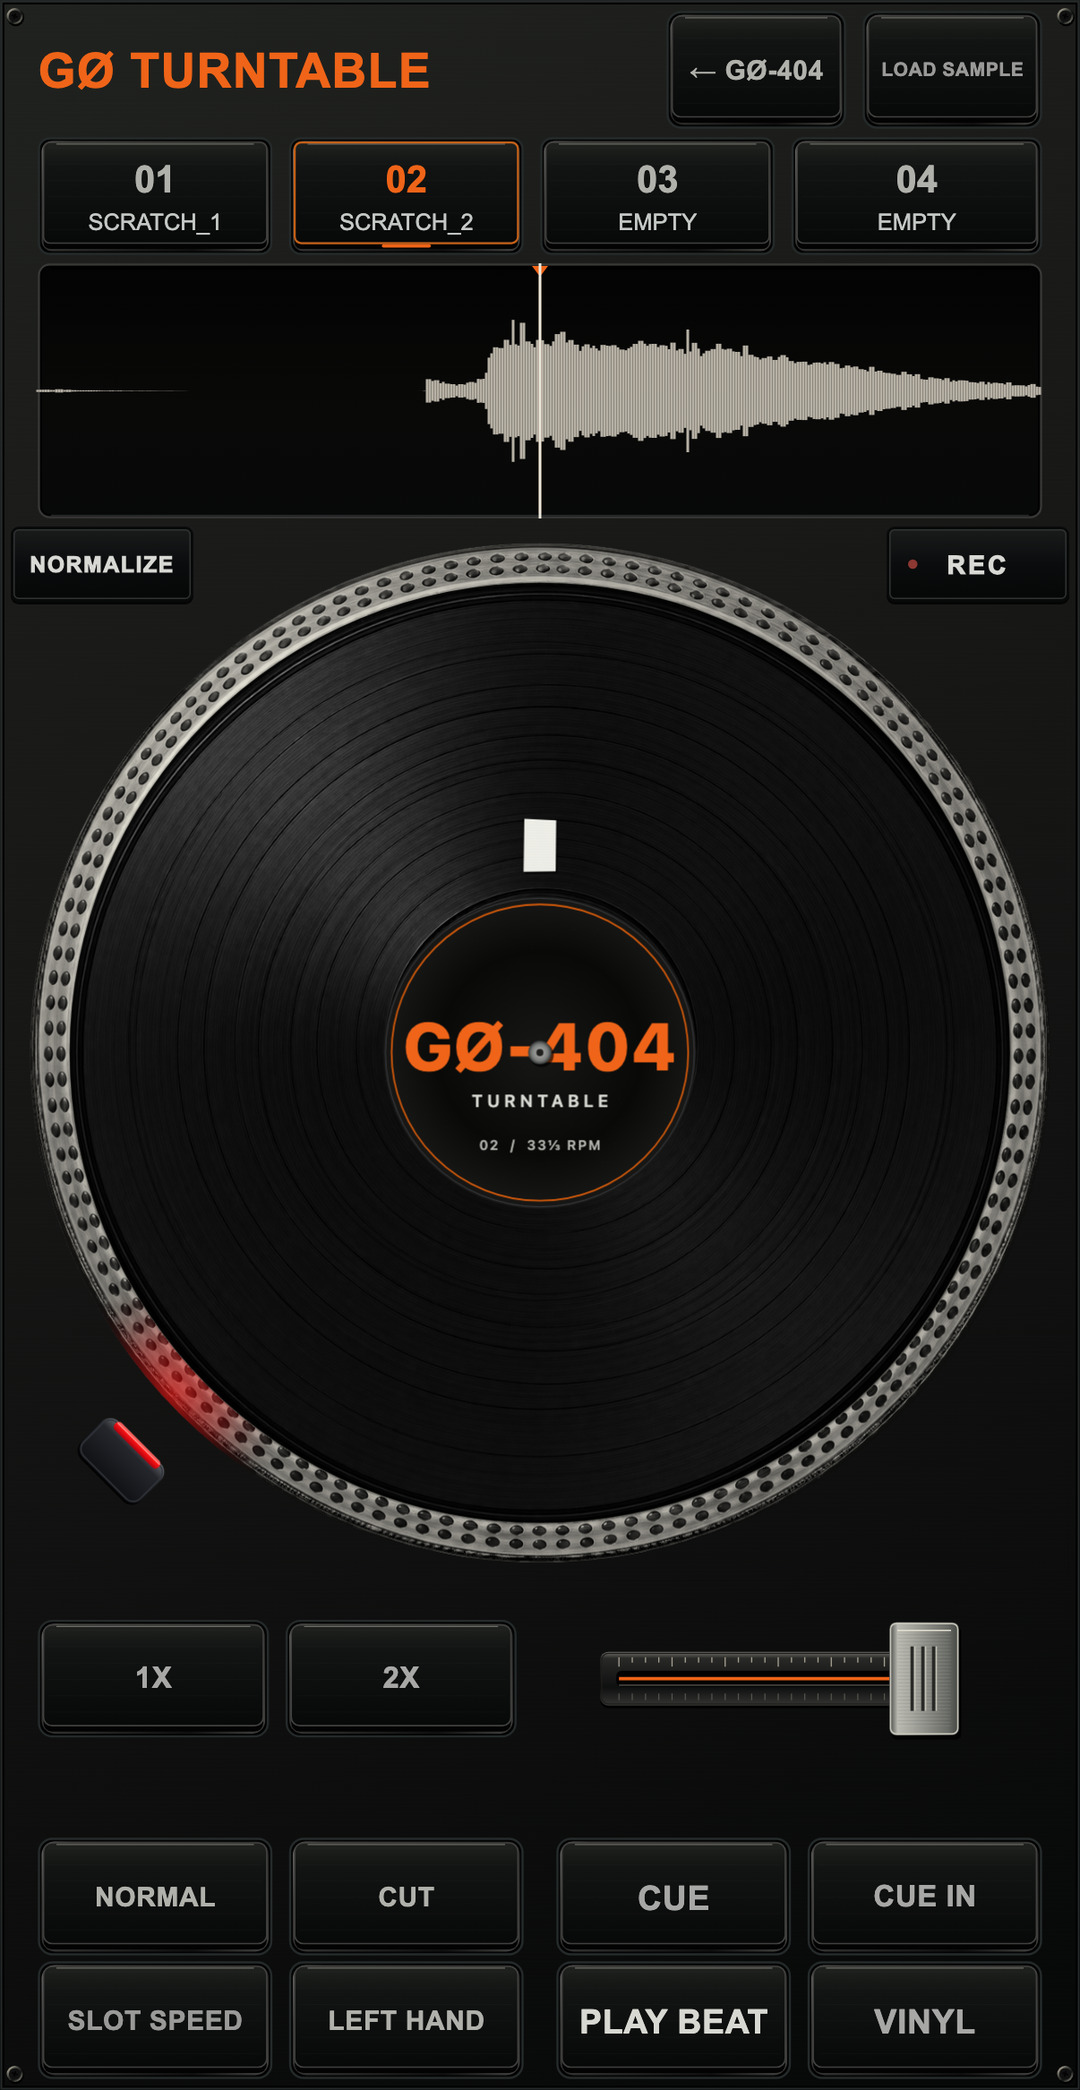 GØ TURNTABLE
← GØ-404
LOAD SAMPLE
01
SCRATCH_1
02
SCRATCH_2
03
EMPTY
04
EMPTY
NORMALIZE
REC
GØ-404
TURNTABLE
02 / 33⅓ RPM
1X
2X
NORMAL
CUT
CUE
CUE IN
SLOT SPEED
LEFT HAND
PLAY BEAT
VINYL